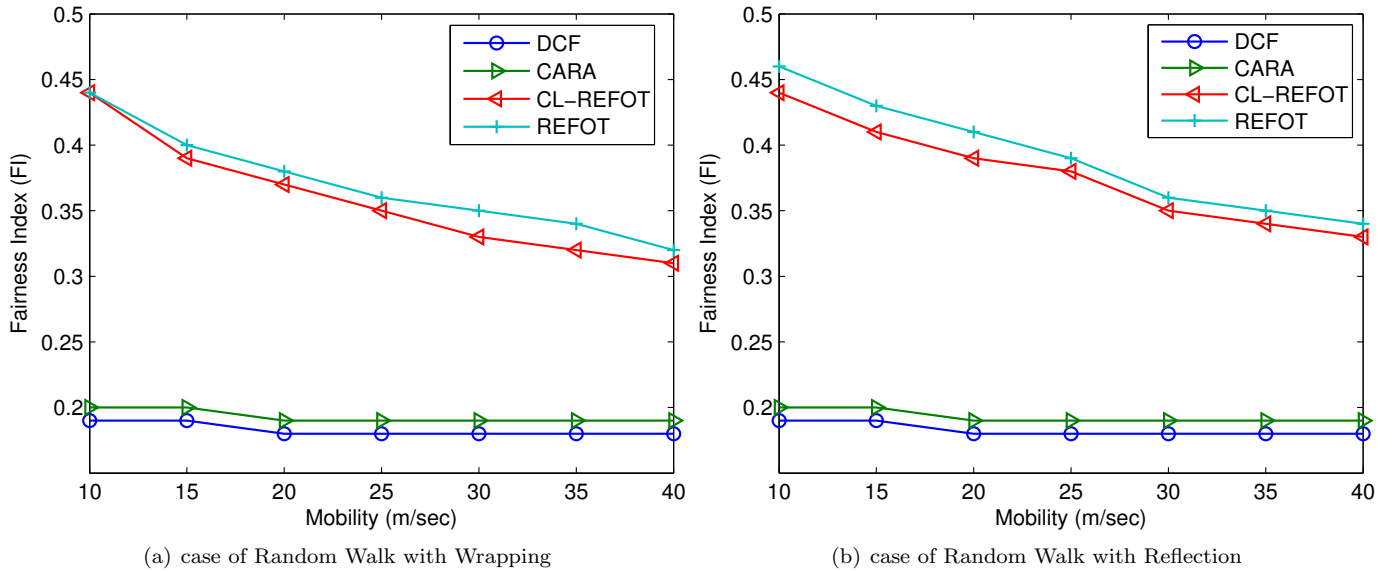 0.5
0.45
0.4
0.35
0.3
0.25
0.2
10 15 20 25 30 35 40
Mobility (m/sec)
Fairness Index (FI)
DCF
CARA
CL-REFOT
REFOT
(a) case of Random Walk with Wrapping
0.5
0.45
0.4
0.35
0.3
0.25
0.2
10 15 20 25 30 35 40
Mobility (m/sec)
Fairness Index (FI)
DCF
CARA
CL-REFOT
REFOT
(b) case of Random Walk with Reflection